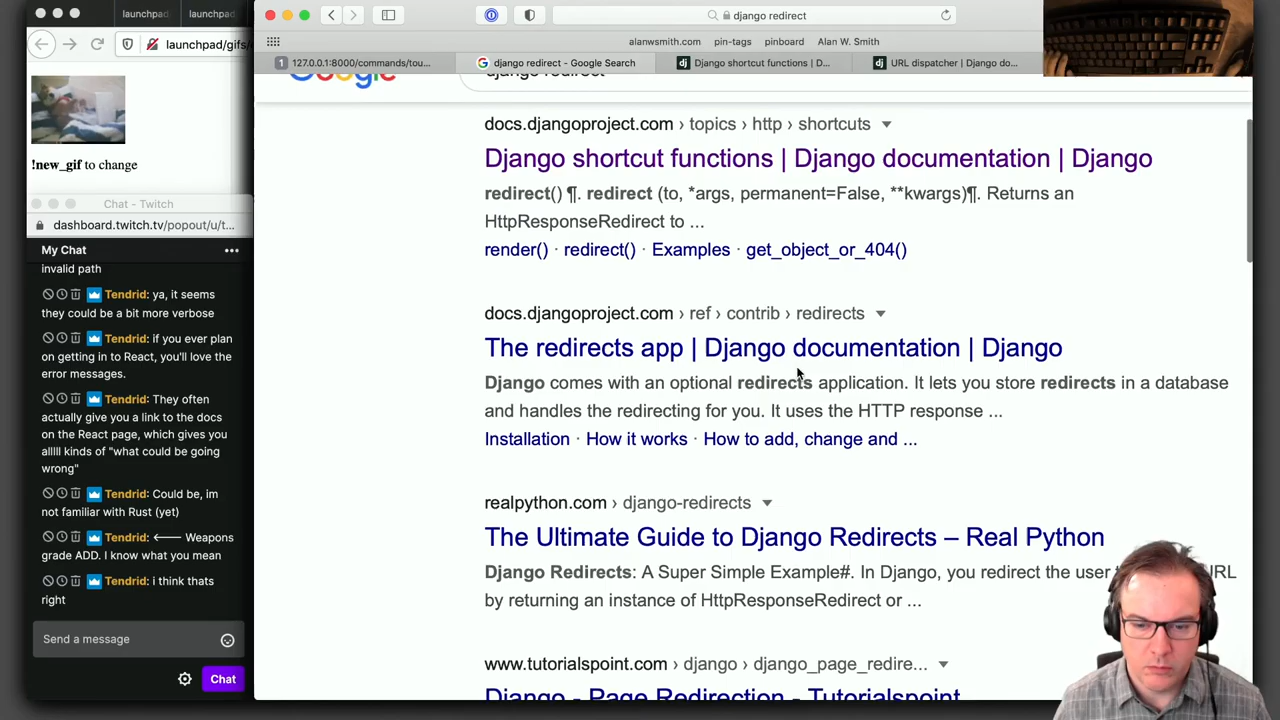 launchpad
launchpad
launchpad/gifs/
!new_gif to change
Chat - Twitch
dashboard.twitch.tv/popout/u/t...
My Chat
invalid path
Tendrid: ya, it seems
they could be a bit more verbose
Tendrid: if you ever plan
on getting in to React, you'll love the
error messages.
Tendrid: They often
actually give you a link to the docs
on the React page, which gives you
alllll kinds of "what could be going
wrong"
Tendrid: Could be, im
not familiar with Rust (yet)
Tendrid: <--- Weapons
grade ADD. I know what you mean
Tendrid: i think thats
right
Send a message
Chat
django redirect
alanwsmith.com pin-tags pinboard Alan W. Smith
1 127.0.0.1:8000/commands/tou...
django redirect - Google Search
Django shortcut functions | D...
URL dispatcher | Django do...
Google
django redirect
docs.djangoproject.com › topics › http › shortcuts
Django shortcut functions | Django documentation | Django
redirect() ¶. redirect (to, *args, permanent=False, **kwargs)¶. Returns an
HttpResponseRedirect to ...
render() · redirect() · Examples · get_object_or_404()
docs.djangoproject.com › ref › contrib › redirects
The redirects app | Django documentation | Django
Django comes with an optional redirects application. It lets you store redirects in a database
and handles the redirecting for you. It uses the HTTP response ...
Installation · How it works · How to add, change and ...
realpython.com › django-redirects
The Ultimate Guide to Django Redirects – Real Python
Django Redirects: A Super Simple Example#. In Django, you redirect the user URL
by returning an instance of HttpResponseRedirect or ...
www.tutorialspoint.com › django › django_page_redire...
Django - Page Redirection - Tutorialspoint